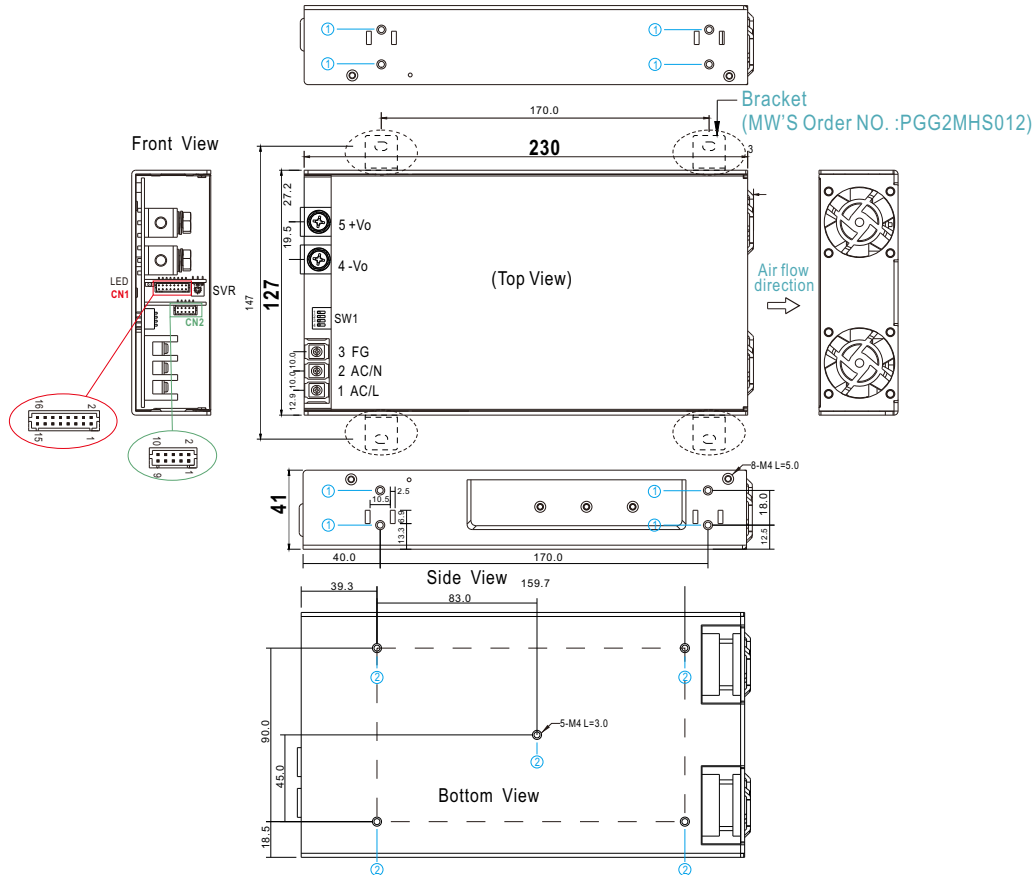 ①
①
①
①
Bracket
(MW'S Order NO. :PGG2MHS012)
170.0
Front View
230
3
27.2
19.5
5 +Vo
4 -Vo
(Top View)
Air flow
direction
LED
CN1
SVR
CN2
147
127
SW1
3 FG
2 AC/N
1 AC/L
10.0
10.0
12.9
16
2
15
1
10
2
9
1
8-M4 L=5.0
41
①
①
①
①
2.5
10.5
6.9
13.3
18.0
12.5
40.0
170.0
Side View
159.7
39.3
83.0
②
②
5-M4 L=3.0
②
90.0
45.0
18.5
Bottom View
②
②